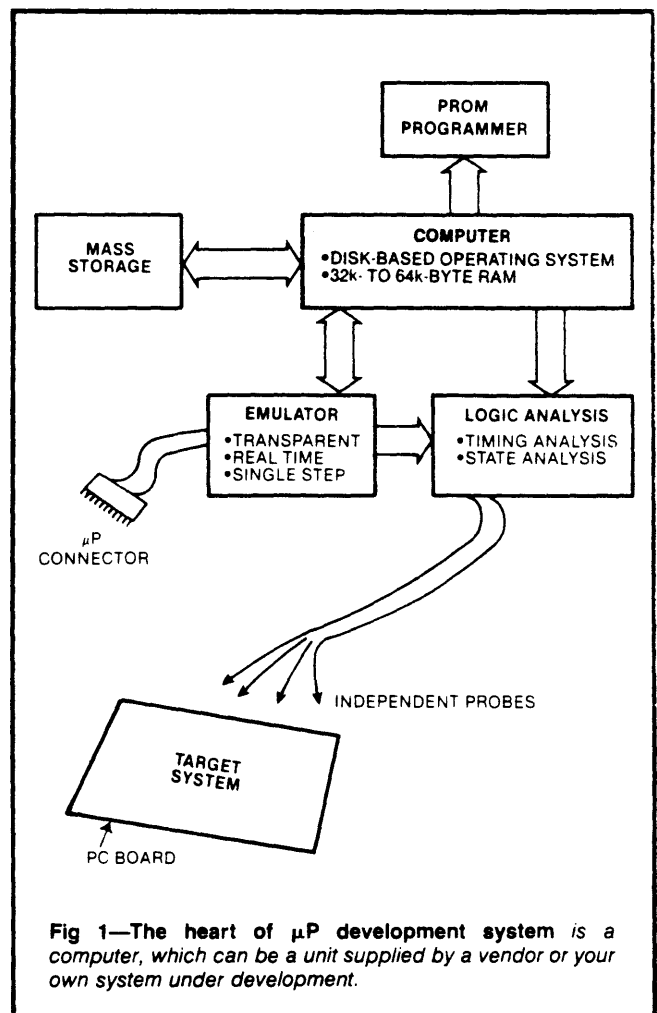 PROM
PROGRAMMER
MASS
STORAGE
COMPUTER
•DISK-BASED OPERATING SYSTEM
•32k- TO 64k-BYTE RAM
EMULATOR
•TRANSPARENT
•REAL TIME
•SINGLE STEP
LOGIC ANALYSIS
•TIMING ANALYSIS
•STATE ANALYSIS
μP
CONNECTOR
INDEPENDENT PROBES
TARGET
SYSTEM
PC BOARD
Fig 1—The heart of μP development system is a
computer, which can be a unit supplied by a vendor or your
own system under development.